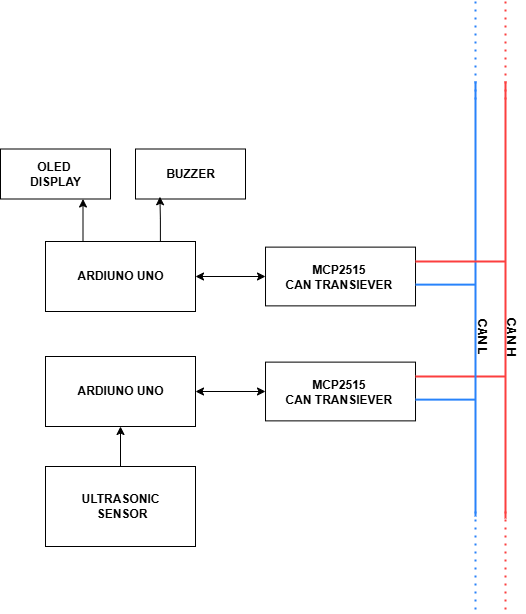 OLED
DISPLAY
BUZZER
ARDIUNO UNO
MCP2515
CAN TRANSIEVER
CAN L
CAN H
ARDIUNO UNO
MCP2515
CAN TRANSIEVER
ULTRASONIC
SENSOR